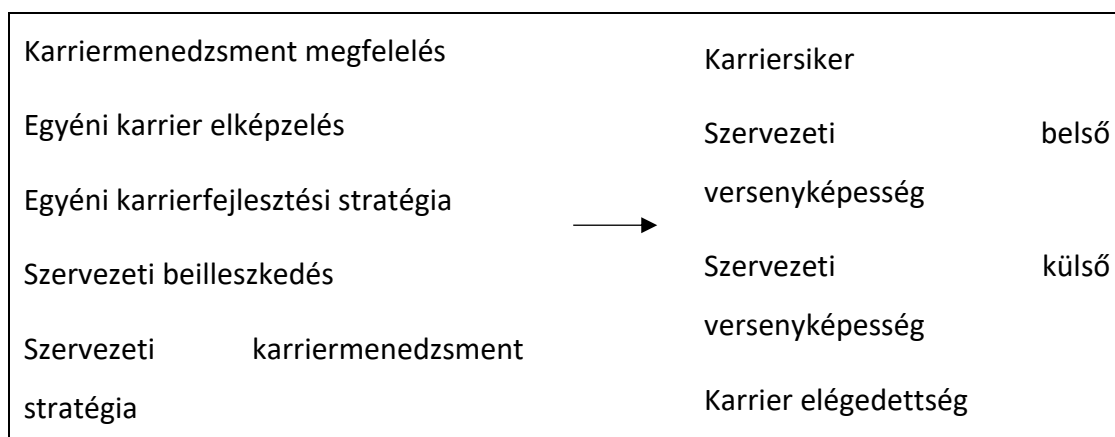 Karriermenedzsment megfelelés
Egyéni karrier elképzelés
Egyéni karrierfejlesztési stratégia
Szervezeti beilleszkedés
Szervezeti karriermenedzsment
stratégia
Karriersiker
Szervezeti belső
versenyképesség
Szervezeti külső
versenyképesség
Karrier elégedettség